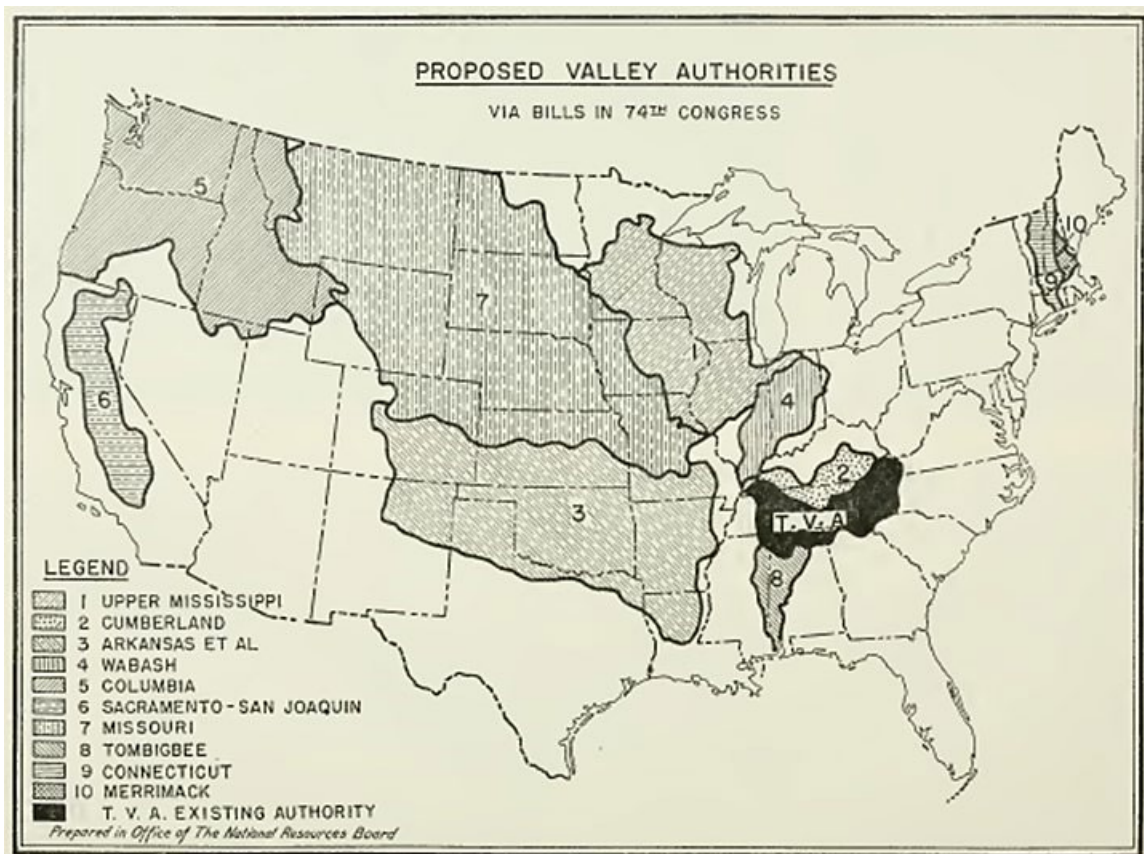 PROPOSED VALLEY AUTHORITIES
VIA BILLS IN 74TH CONGRESS
5
7
10
9
6
4
2
3
T. V. A
8
LEGEND
1 UPPER MISSISSIPPI
2 CUMBERLAND
3 ARKANSAS ET AL
4 WABASH
5 COLUMBIA
6 SACRAMENTO-SAN JOAQUIN
7 MISSOURI
8 TOMBIGBEE
9 CONNECTICUT
10 MERRIMACK
T. V. A. EXISTING AUTHORITY
Prepared in Office of The National Resources Board